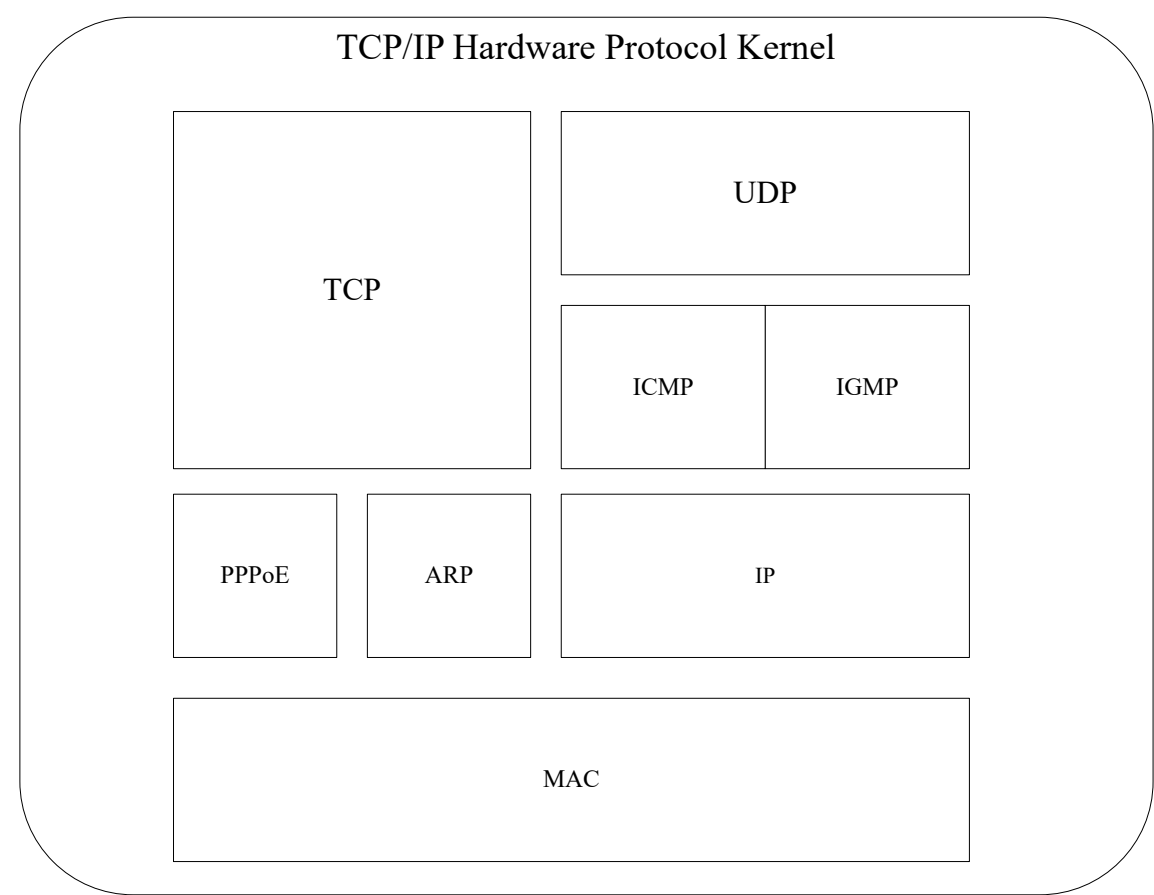 TCP/IP Hardware Protocol Kernel
TCP
UDP
ICMP
IGMP
PPPoE
ARP
IP
MAC